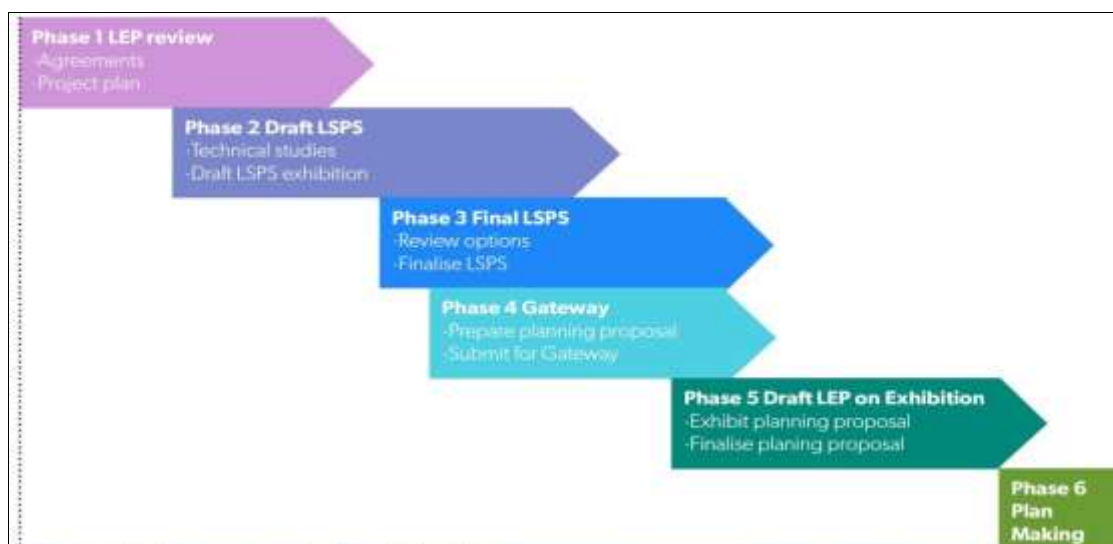 Phase 1 LEP review
·Agreements
·Project plan
Phase 2 Draft LSPS
·Technical studies
·Draft LSPS exhibition
Phase 3 Final LSPS
·Review options
·Finalise LSPS
Phase 4 Gateway
·Prepare planning proposal
·Submit for Gateway
Phase 5 Draft LEP on Exhibition
·Exhibit planning proposal
·Finalise planing proposal
Phase 6
Plan
Making